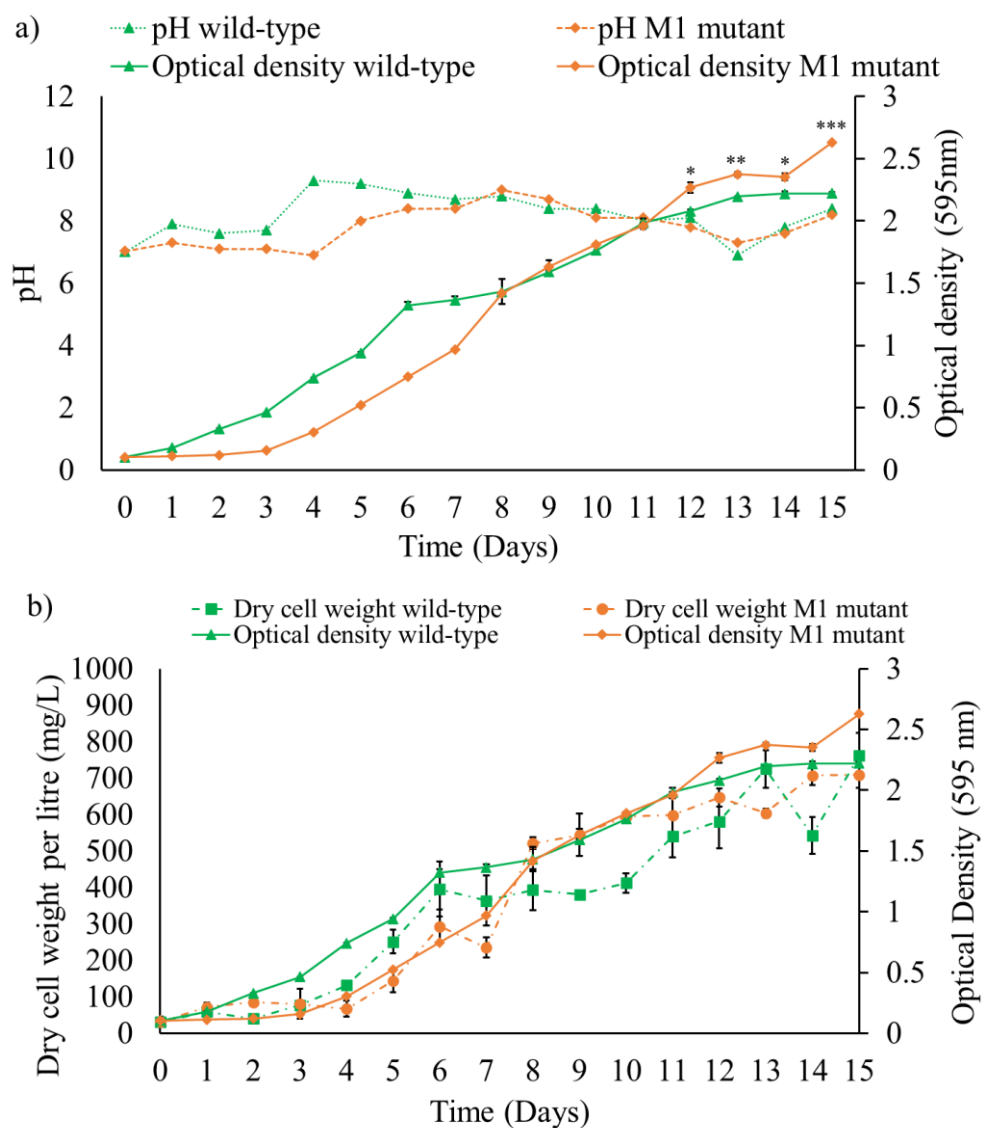 a)
pH wild-type
pH M1 mutant
Optical density wild-type
Optical density M1 mutant
12
10
8
6
4
2
0
pH
3
2.5
2
1.5
1
0.5
0
Optical density (595nm)
*
**
*
***
0 1 2 3 4 5 6 7 8 9 10 11 12 13 14 15
Time (Days)
b)
Dry cell weight wild-type
Dry cell weight M1 mutant
Optical density wild-type
Optical density M1 mutant
1000
900
800
700
600
500
400
300
200
100
0
Dry cell weight per litre (mg/L)
3
2.5
2
1.5
1
0.5
0
Optical Density (595 nm)
0 1 2 3 4 5 6 7 8 9 10 11 12 13 14 15
Time (Days)